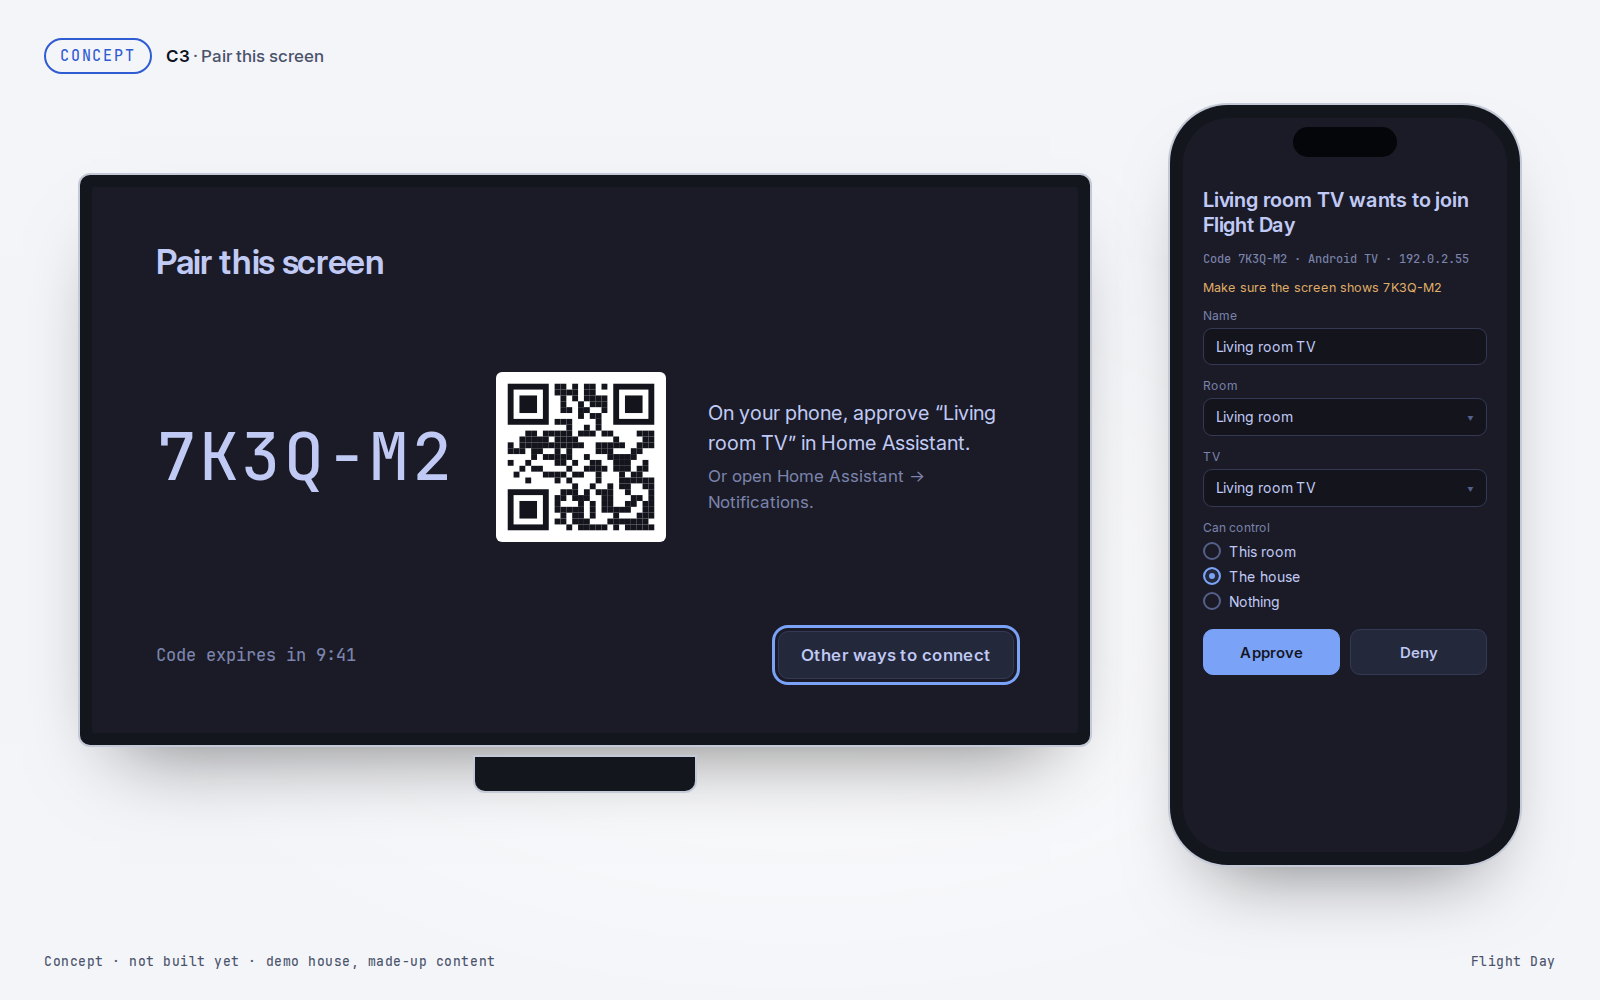 CONCEPT C3 · Pair this screen
Pair this screen
7K3Q-M2
On your phone, approve “Living
room TV” in Home Assistant.
Or open Home Assistant →
Notifications.
Code expires in 9:41
Other ways to connect
Living room TV wants to join
Flight Day
Code 7K3Q-M2 · Android TV · 192.0.2.55
Make sure the screen shows 7K3Q-M2
Name
Living room TV
Room
Living room
TV
Living room TV
Can control
This room
The house
Nothing
Approve
Deny
Concept · not built yet · demo house, made-up content
Flight Day